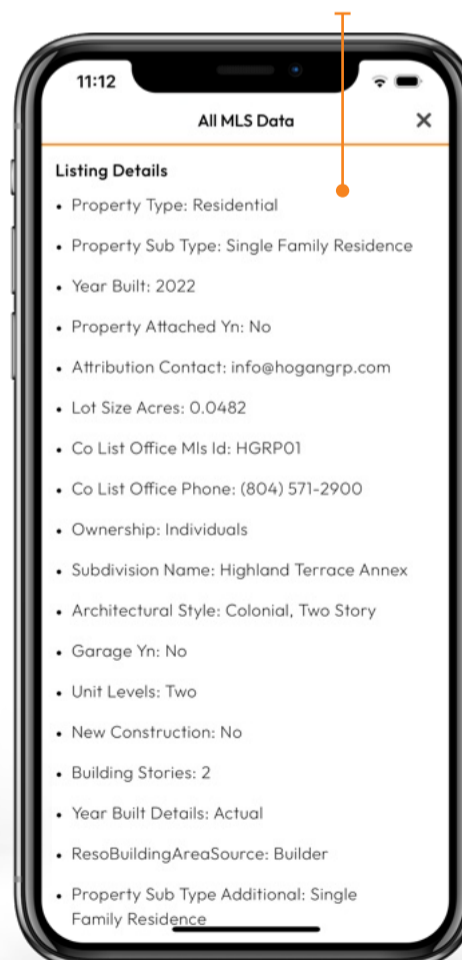 11:12
All MLS Data
Listing Details
• Property Type: Residential
• Property Sub Type: Single Family Residence
• Year Built: 2022
• Property Attached Yn: No
• Attribution Contact: info@hogangrp.com
• Lot Size Acres: 0.0482
• Co List Office Mls Id: HGRP01
• Co List Office Phone: (804) 571-2900
• Ownership: Individuals
• Subdivision Name: Highland Terrace Annex
• Architectural Style: Colonial, Two Story
• Garage Yn: No
• Unit Levels: Two
• New Construction: No
• Building Stories: 2
• Year Built Details: Actual
• ResoBuildingAreaSource: Builder
• Property Sub Type Additional: Single
Family Residence